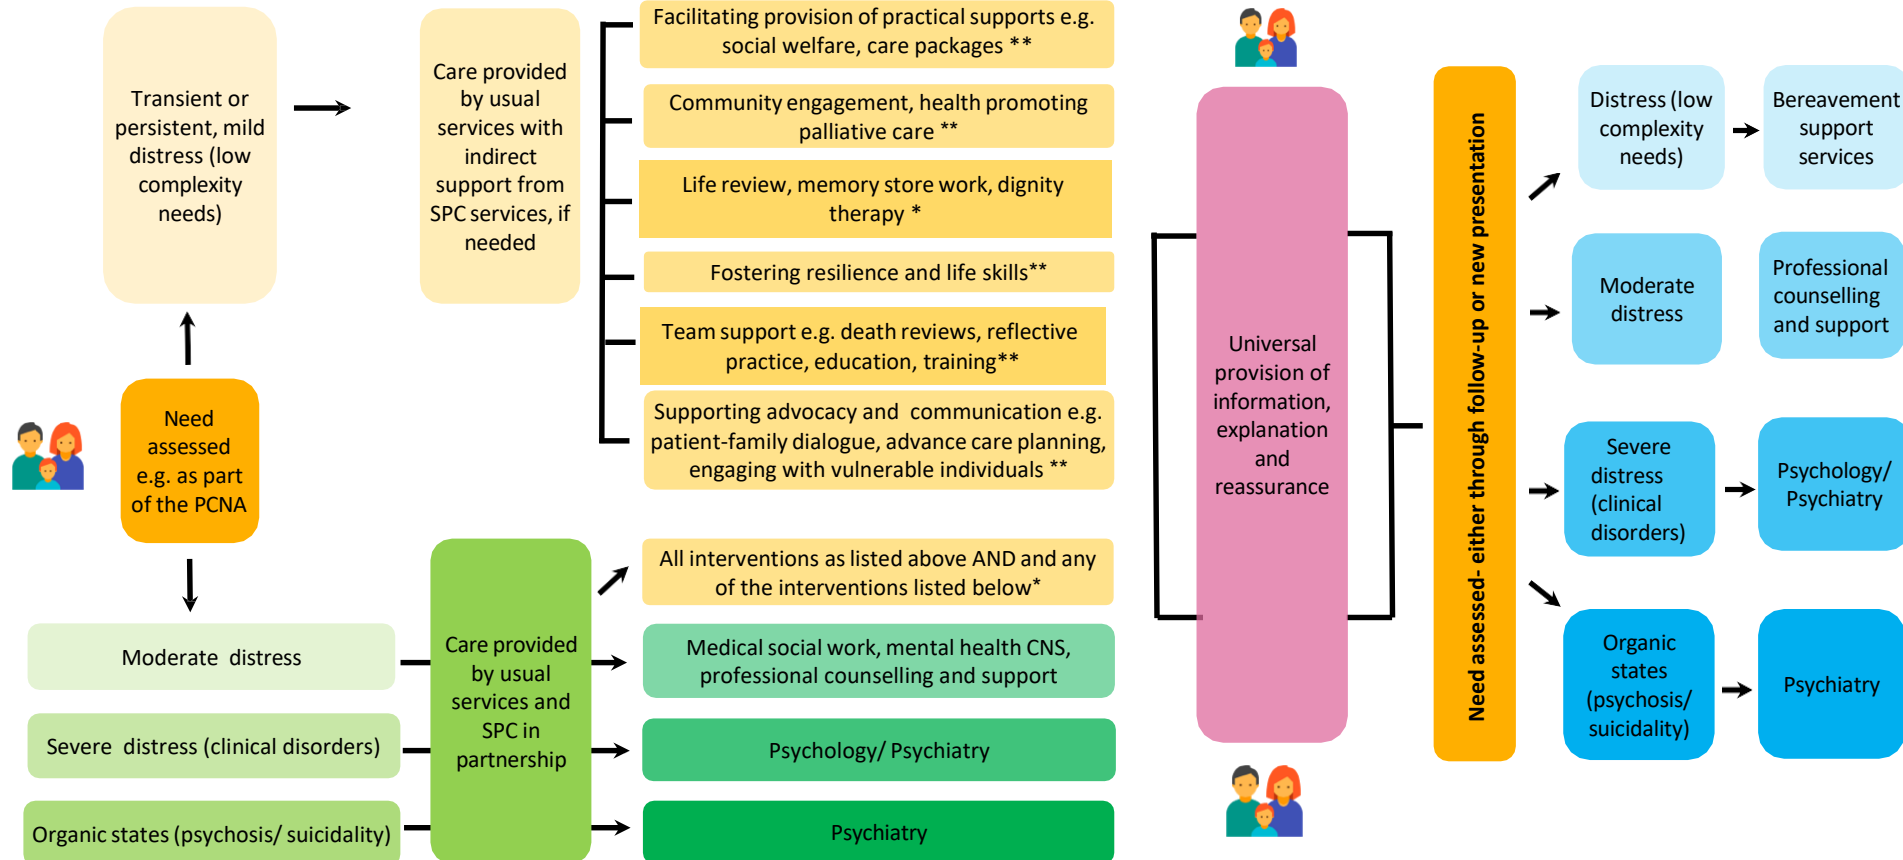 Transient or
persistent, mild
distress (low
complexity
needs)
Care provided
by usual
services with
indirect
support from
SPC services, if
needed
Facilitating provision of practical supports e.g.
social welfare, care packages **
Community engagement, health promoting
palliative care **
Life review, memory store work, dignity
therapy *
Fostering resilience and life skills**
Team support e.g. death reviews, reflective
practice, education, training**
Supporting advocacy and communication e.g.
patient-family dialogue, advance care planning,
engaging with vulnerable individuals **
Need
assessed
e.g. as part
of the PCNA
Moderate distress
Severe distress (clinical disorders)
Organic states (psychosis/ suicidality)
Care provided
by usual
services and
SPC in
partnership
All interventions as listed above AND and any
of the interventions listed below*
Medical social work, mental health CNS,
professional counselling and support
Psychology/ Psychiatry
Psychiatry
Universal
provision of
information,
explanation
and
reassurance
Need assessed- either through follow-up or new presentation
Distress (low
complexity
needs)
Bereavement
support
services
Moderate
distress
Professional
counselling
and support
Severe
distress
(clinical
disorders)
Psychology/
Psychiatry
Organic
states
(psychosis/
suicidality)
Psychiatry